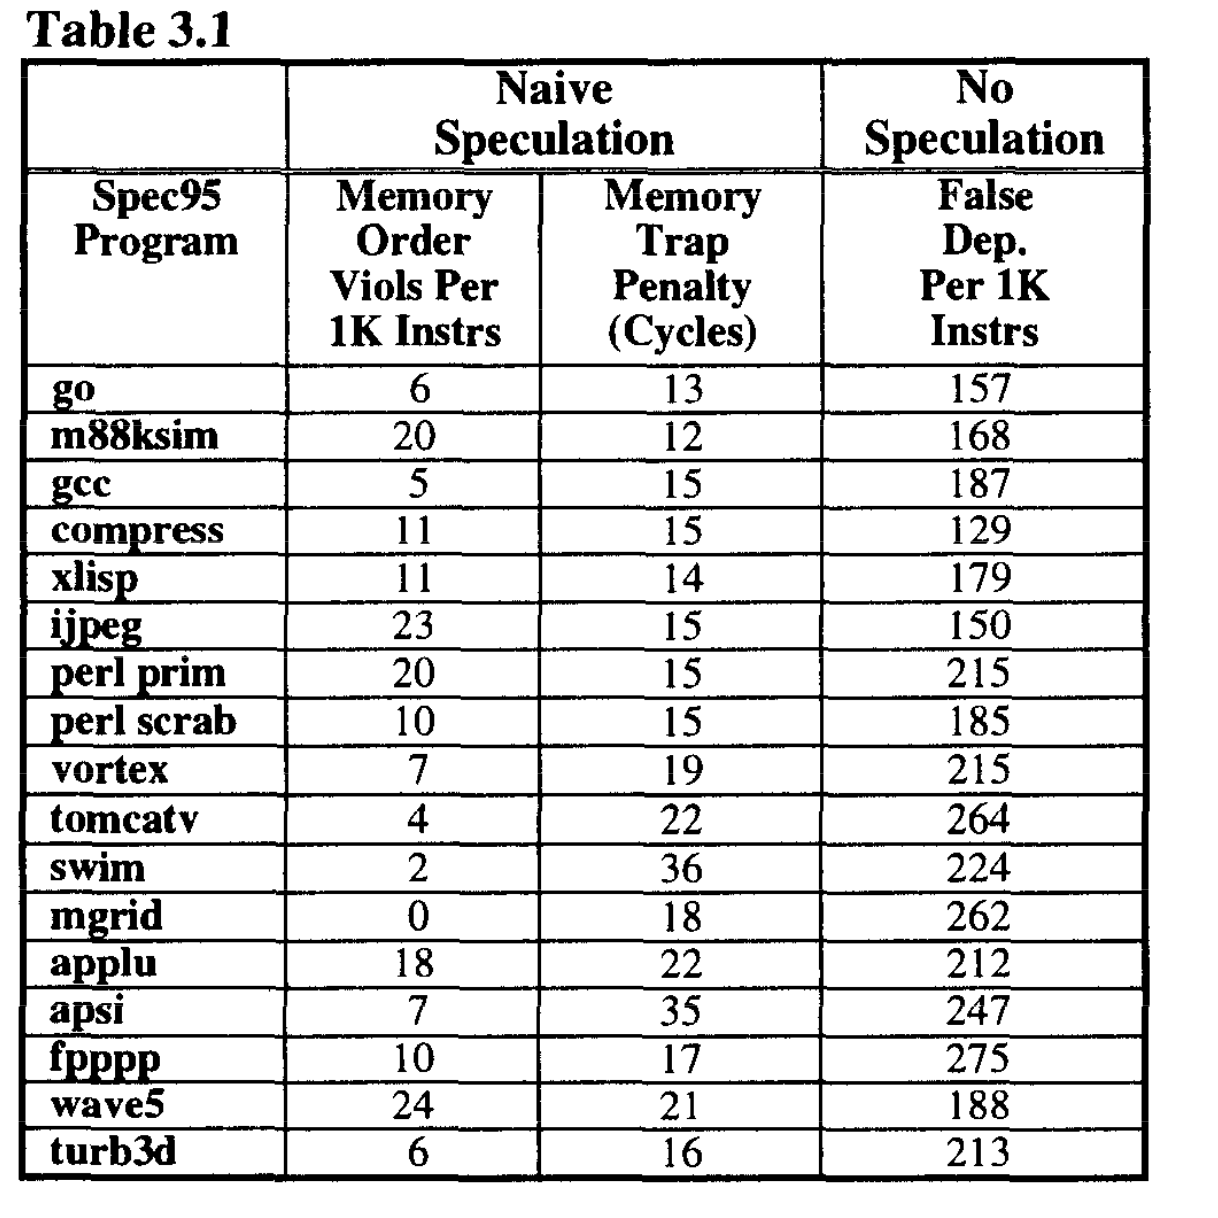 Table 3.1
Naive
Speculation
No
Speculation
Spec95
Program
Memory
Order
Viols Per
1K Instrs
Memory
Trap
Penalty
(Cycles)
False
Dep.
Per 1K
Instrs
go 6 13 157
m88ksim 20 12 168
gcc 5 15 187
compress 11 15 129
xlisp 11 14 179
ijpeg 23 15 150
perl prim 20 15 215
perl scrab 10 15 185
vortex 7 19 215
tomcatv 4 22 264
swim 2 36 224
mgrid 0 18 262
applu 18 22 212
apsi 7 35 247
fpppp 10 17 275
wave5 24 21 188
turb3d 6 16 213